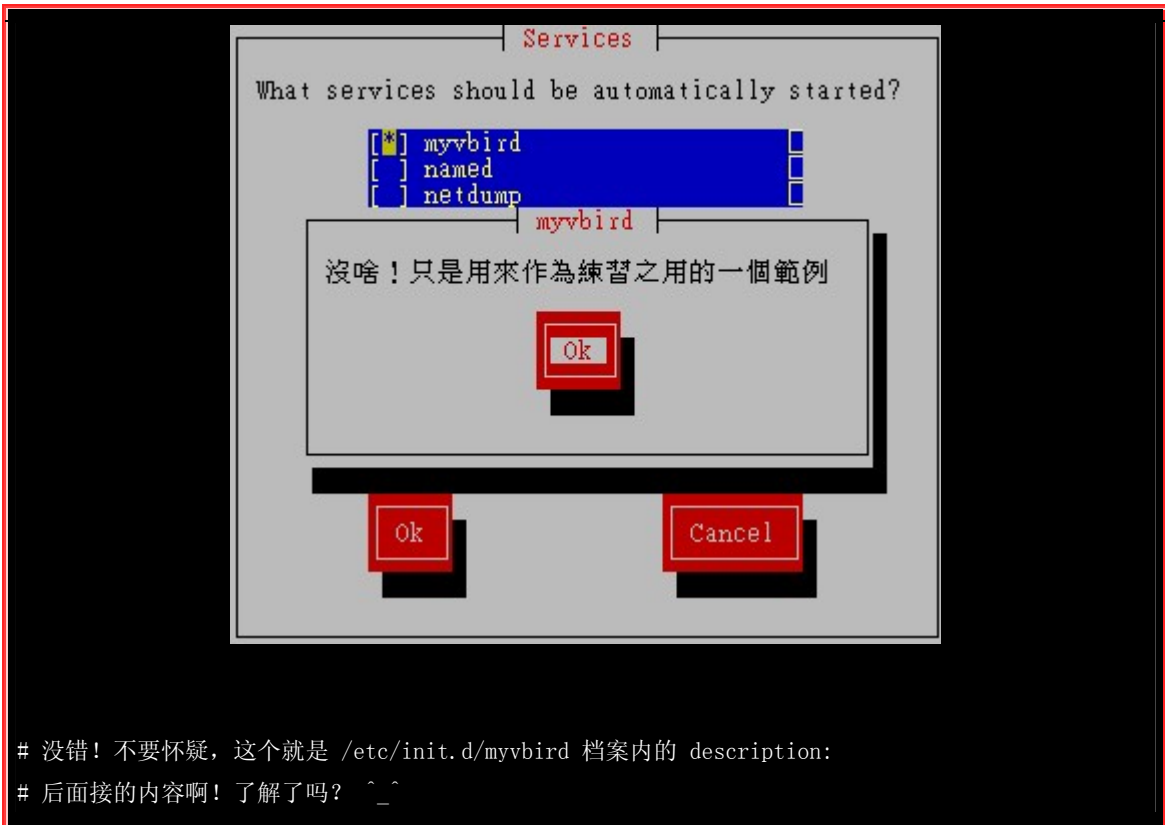 Services
What services should be automatically started?
[*] myvbird
[ ] named
[ ] netdump
myvbird
沒啥！只是用來作為練習之用的一個範例
Ok
Ok Cancel
# 没错！不要怀疑，这个就是 /etc/init.d/myvbird 档案内的 description:
# 后面接的内容啊！了解了吗？ ^_^